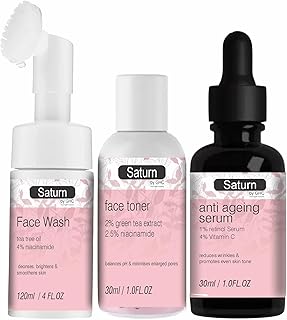 Saturn
by GHC
Face Wash
tea tree oil
4% niacinamide
cleanses, brighten &
smoothens skin
120ml / 4 FL.OZ
Saturn
by GHC
face toner
2% green tea extract
2.5% niacinamide
balances pH & minimises enlarged pores
30ml / 1.0FL.OZ
Saturn
by GHC
anti ageing
serum
1% retinol Serum
4% Vitamin C
reduces wrinkles &
promotes even skin tone
30ml / 1.0FL.OZ